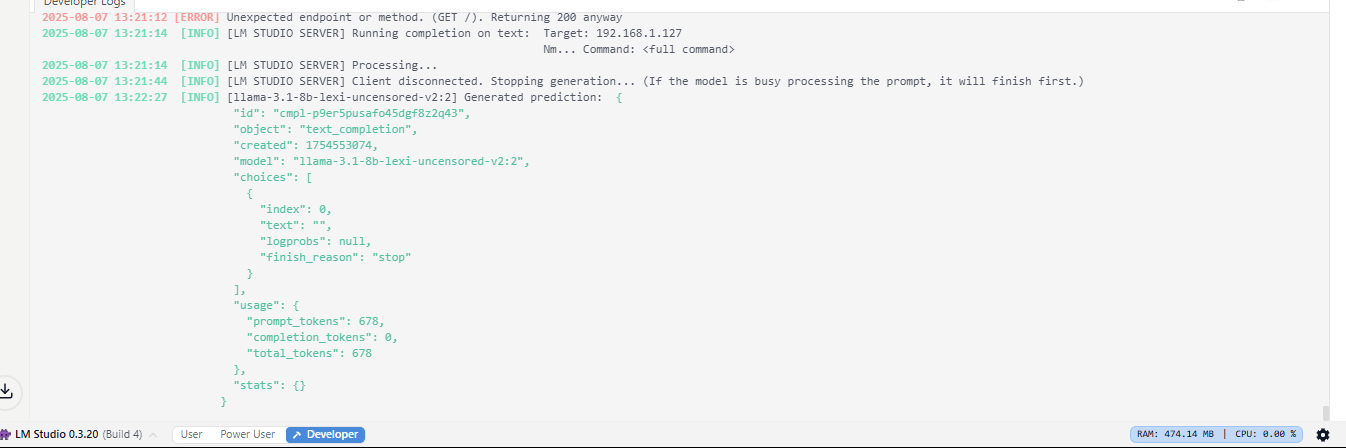 Developer Logs
2025-08-07 13:21:12 [ERROR] Unexpected endpoint or method. (GET /). Returning 200 anyway
2025-08-07 13:21:14 [INFO] [LM STUDIO SERVER] Running completion on text: Target: 192.168.1.127
Nm... Command: <full command>
2025-08-07 13:21:14 [INFO] [LM STUDIO SERVER] Processing...
2025-08-07 13:21:44 [INFO] [LM STUDIO SERVER] Client disconnected. Stopping generation... (If the model is busy processing the prompt, it will finish first.)
2025-08-07 13:22:27 [INFO] [llama-3.1-8b-lexi-uncensored-v2:2] Generated prediction: {
"id": "cmpl-p9er5pusafo45dgf8z2q43",
"object": "text_completion",
"created": 1754553074,
"model": "llama-3.1-8b-lexi-uncensored-v2:2",
"choices": [
{
"index": 0,
"text": "",
"logprobs": null,
"finish_reason": "stop"
}
],
"usage": {
"prompt_tokens": 678,
"completion_tokens": 0,
"total_tokens": 678
},
"stats": {}
}
LM Studio 0.3.20 (Build 4) User Power User Developer RAM: 474.14 MB | CPU: 0.00 %